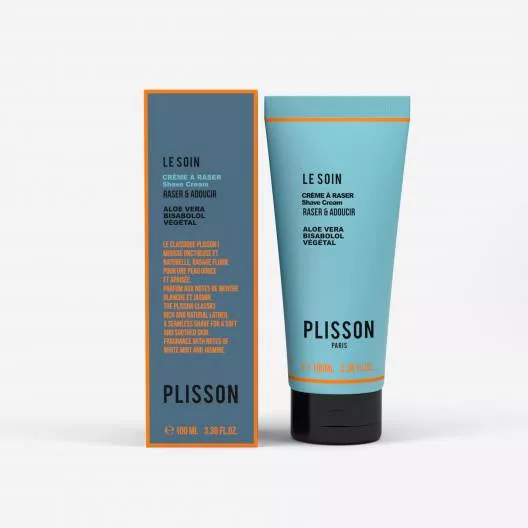 LE SOIN
CRÈME À RASER
Shave Cream
RASER & ADOUCIR
ALOE VERA
BISABOLOL
VÉGÉTAL
LE CLASSIQUE PLISSON !
MOUSSE ONCTUEUSE ET
NATURELLE, RASAGE FLUIDE
POUR UNE PEAU DOUCE
ET APAISÉE.
PARFUM AUX NOTES DE MENTHE
BLANCHE ET JASMIN.
THE PLISSON CLASSIC!
RICH AND NATURAL LATHER,
A SEAMLESS SHAVE FOR A SOFT
AND SOOTHED SKIN.
FRAGRANCE WITH NOTES OF
WHITE MINT AND JASMINE.
PLISSON
℮ 100 ML 3.38 FL.OZ.
LE SOIN
CRÈME À RASER
Shave Cream
RASER & ADOUCIR
ALOE VERA
BISABOLOL
VÉGÉTAL
PLISSON
PARIS
100ML 3.38 FL.OZ.